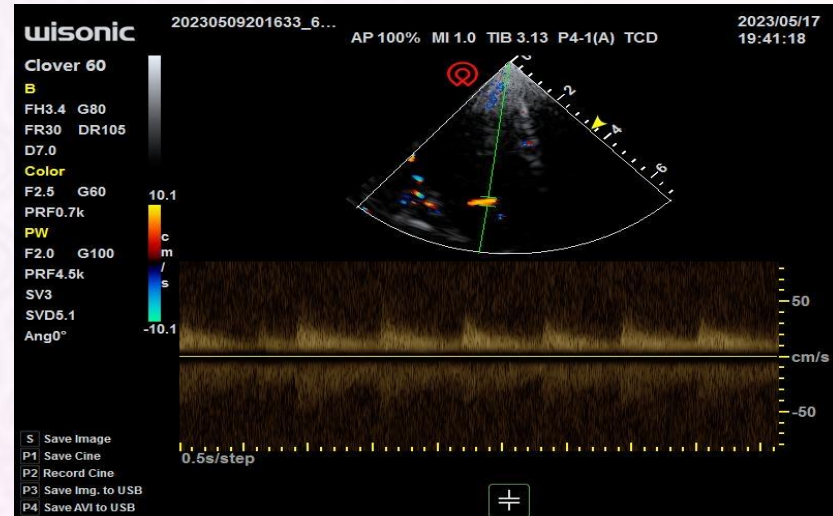 wisonic
20230509201633_6...
AP 100% MI 1.0 TIB 3.13 P4-1(A) TCD
2023/05/17
19:41:18
Clover 60
B
FH3.4 G80
FR30 DR105
D7.0
Color
F2.5 G60
PRF0.7k
PW
F2.0 G100
PRF4.5k
SV3
SVD5.1
Ang0°
10.1
c
m
/
s
-10.1
0
2
4
6
50
cm/s
-50
0.5s/step
S Save Image
P1 Save Cine
P2 Record Cine
P3 Save Img. to USB
P4 Save AVI to USB